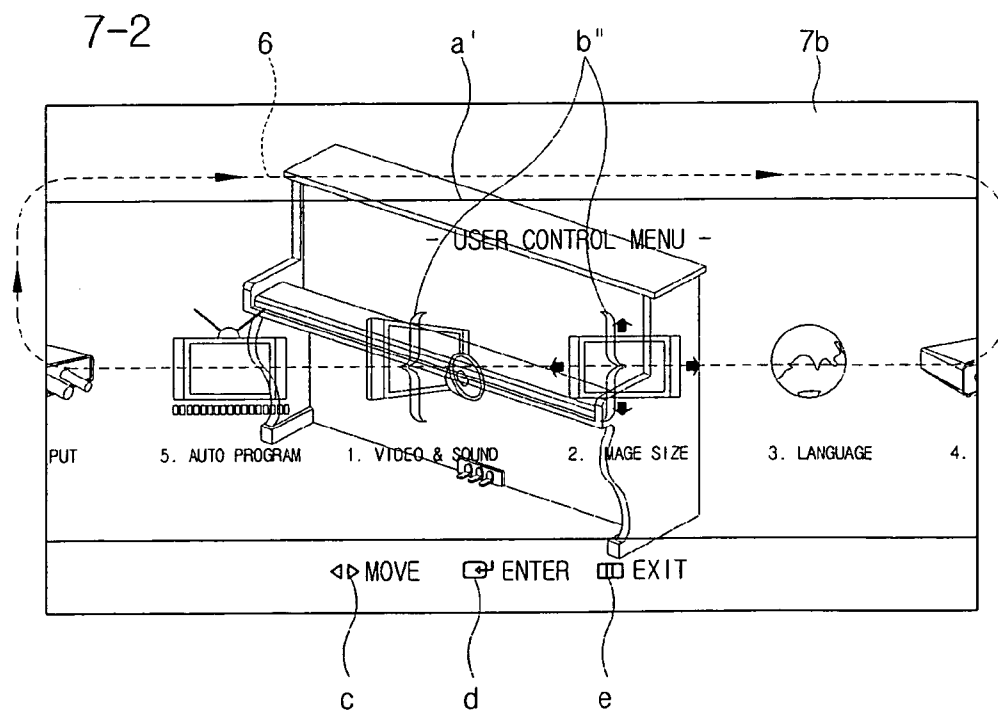 7-2
6 a' b" 7b
- USER CONTROL MENU -
PUT 5. AUTO PROGRAM 1. VIDEO & SOUND 2. IMAGE SIZE 3. LANGUAGE 4.
MOVE ENTER EXIT
c d e